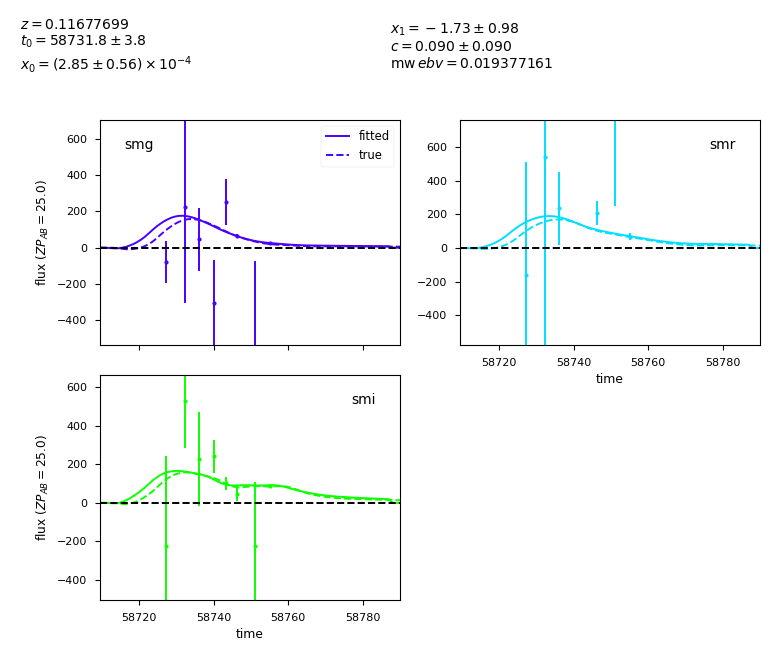 z = 0.11677699
t₀ = 58731.8 ± 3.8
x₀ = (2.85 ± 0.56) × 10⁻⁴
x₁ = −1.73 ± 0.98
c = 0.090 ± 0.090
mw ebv = 0.019377161
smg
fitted
true
600
400
200
0
−200
−400
flux (ZP_AB = 25.0)
smr
600
400
200
0
−200
−400
58720 58740 58760 58780
time
smi
600
400
200
0
−200
−400
flux (ZP_AB = 25.0)
58720 58740 58760 58780
time